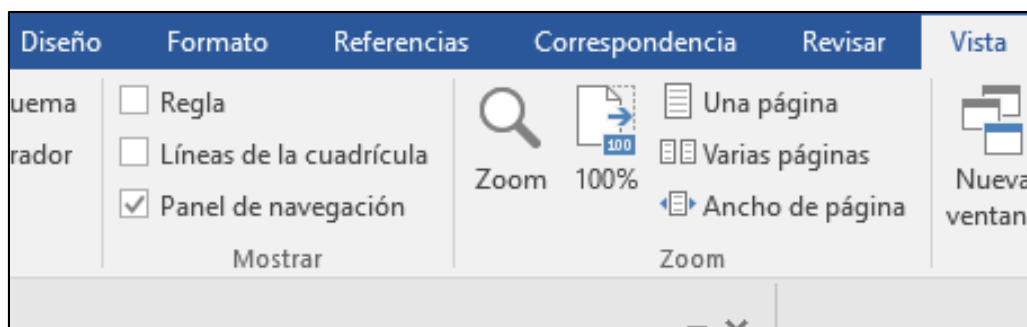 Diseño Formato Referencias Correspondencia Revisar Vista
uema Regla Una página
rador Líneas de la cuadrícula Varias páginas
Panel de navegación Zoom 100% Ancho de página Nueva
ventan
Mostrar Zoom
100